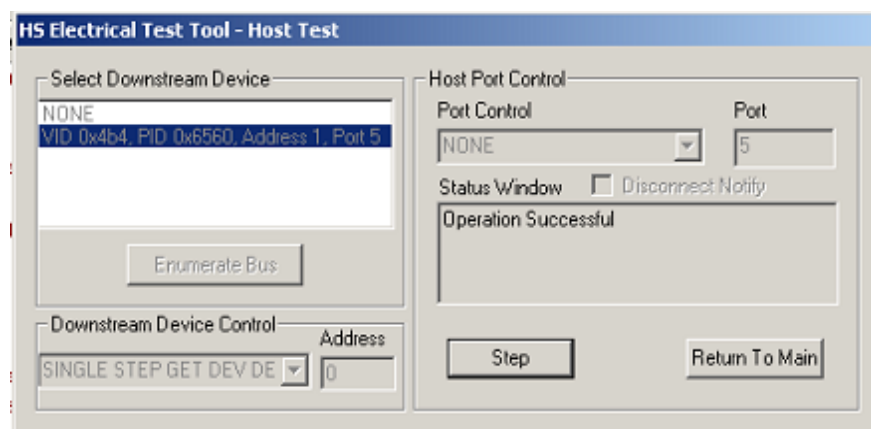 HS Electrical Test Tool - Host Test
Select Downstream Device
NONE
VID 0x4b4, PID 0x6560, Address 1, Port 5
Enumerate Bus
Downstream Device Control
Address
SINGLE STEP GET DEV DE
0
Host Port Control
Port Control
Port
NONE
5
Status Window
Disconnect Notify
Operation Successful
Step
Return To Main